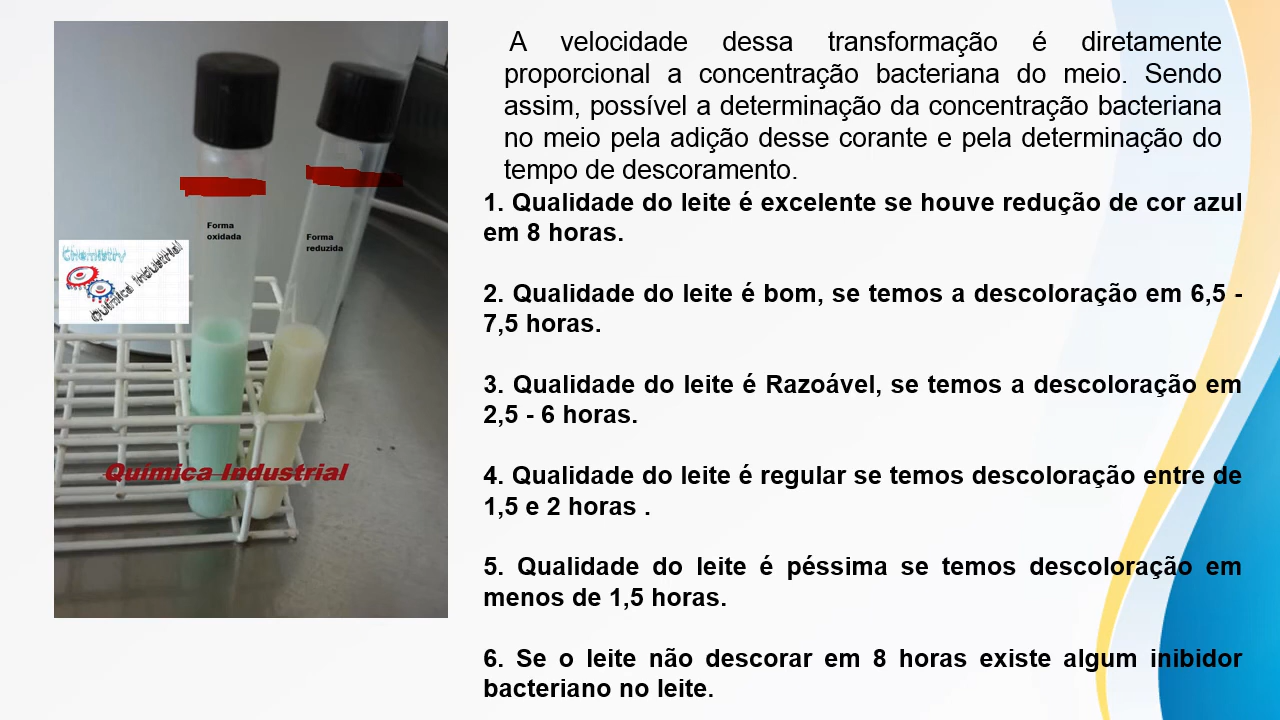 A velocidade dessa transformação é diretamente
proporcional a concentração bacteriana do meio. Sendo
assim, possível a determinação da concentração bacteriana
no meio pela adição desse corante e pela determinação do
tempo de descoramento.
1. Qualidade do leite é excelente se houve redução de cor azul
em 8 horas.
2. Qualidade do leite é bom, se temos a descoloração em 6,5 -
7,5 horas.
3. Qualidade do leite é Razoável, se temos a descoloração em
2,5 - 6 horas.
4. Qualidade do leite é regular se temos descoloração entre de
1,5 e 2 horas .
5. Qualidade do leite é péssima se temos descoloração em
menos de 1,5 horas.
6. Se o leite não descorar em 8 horas existe algum inibidor
bacteriano no leite.
Forma
oxidada
Forma
reduzida
Chemistry
Química Industrial
Química Industrial